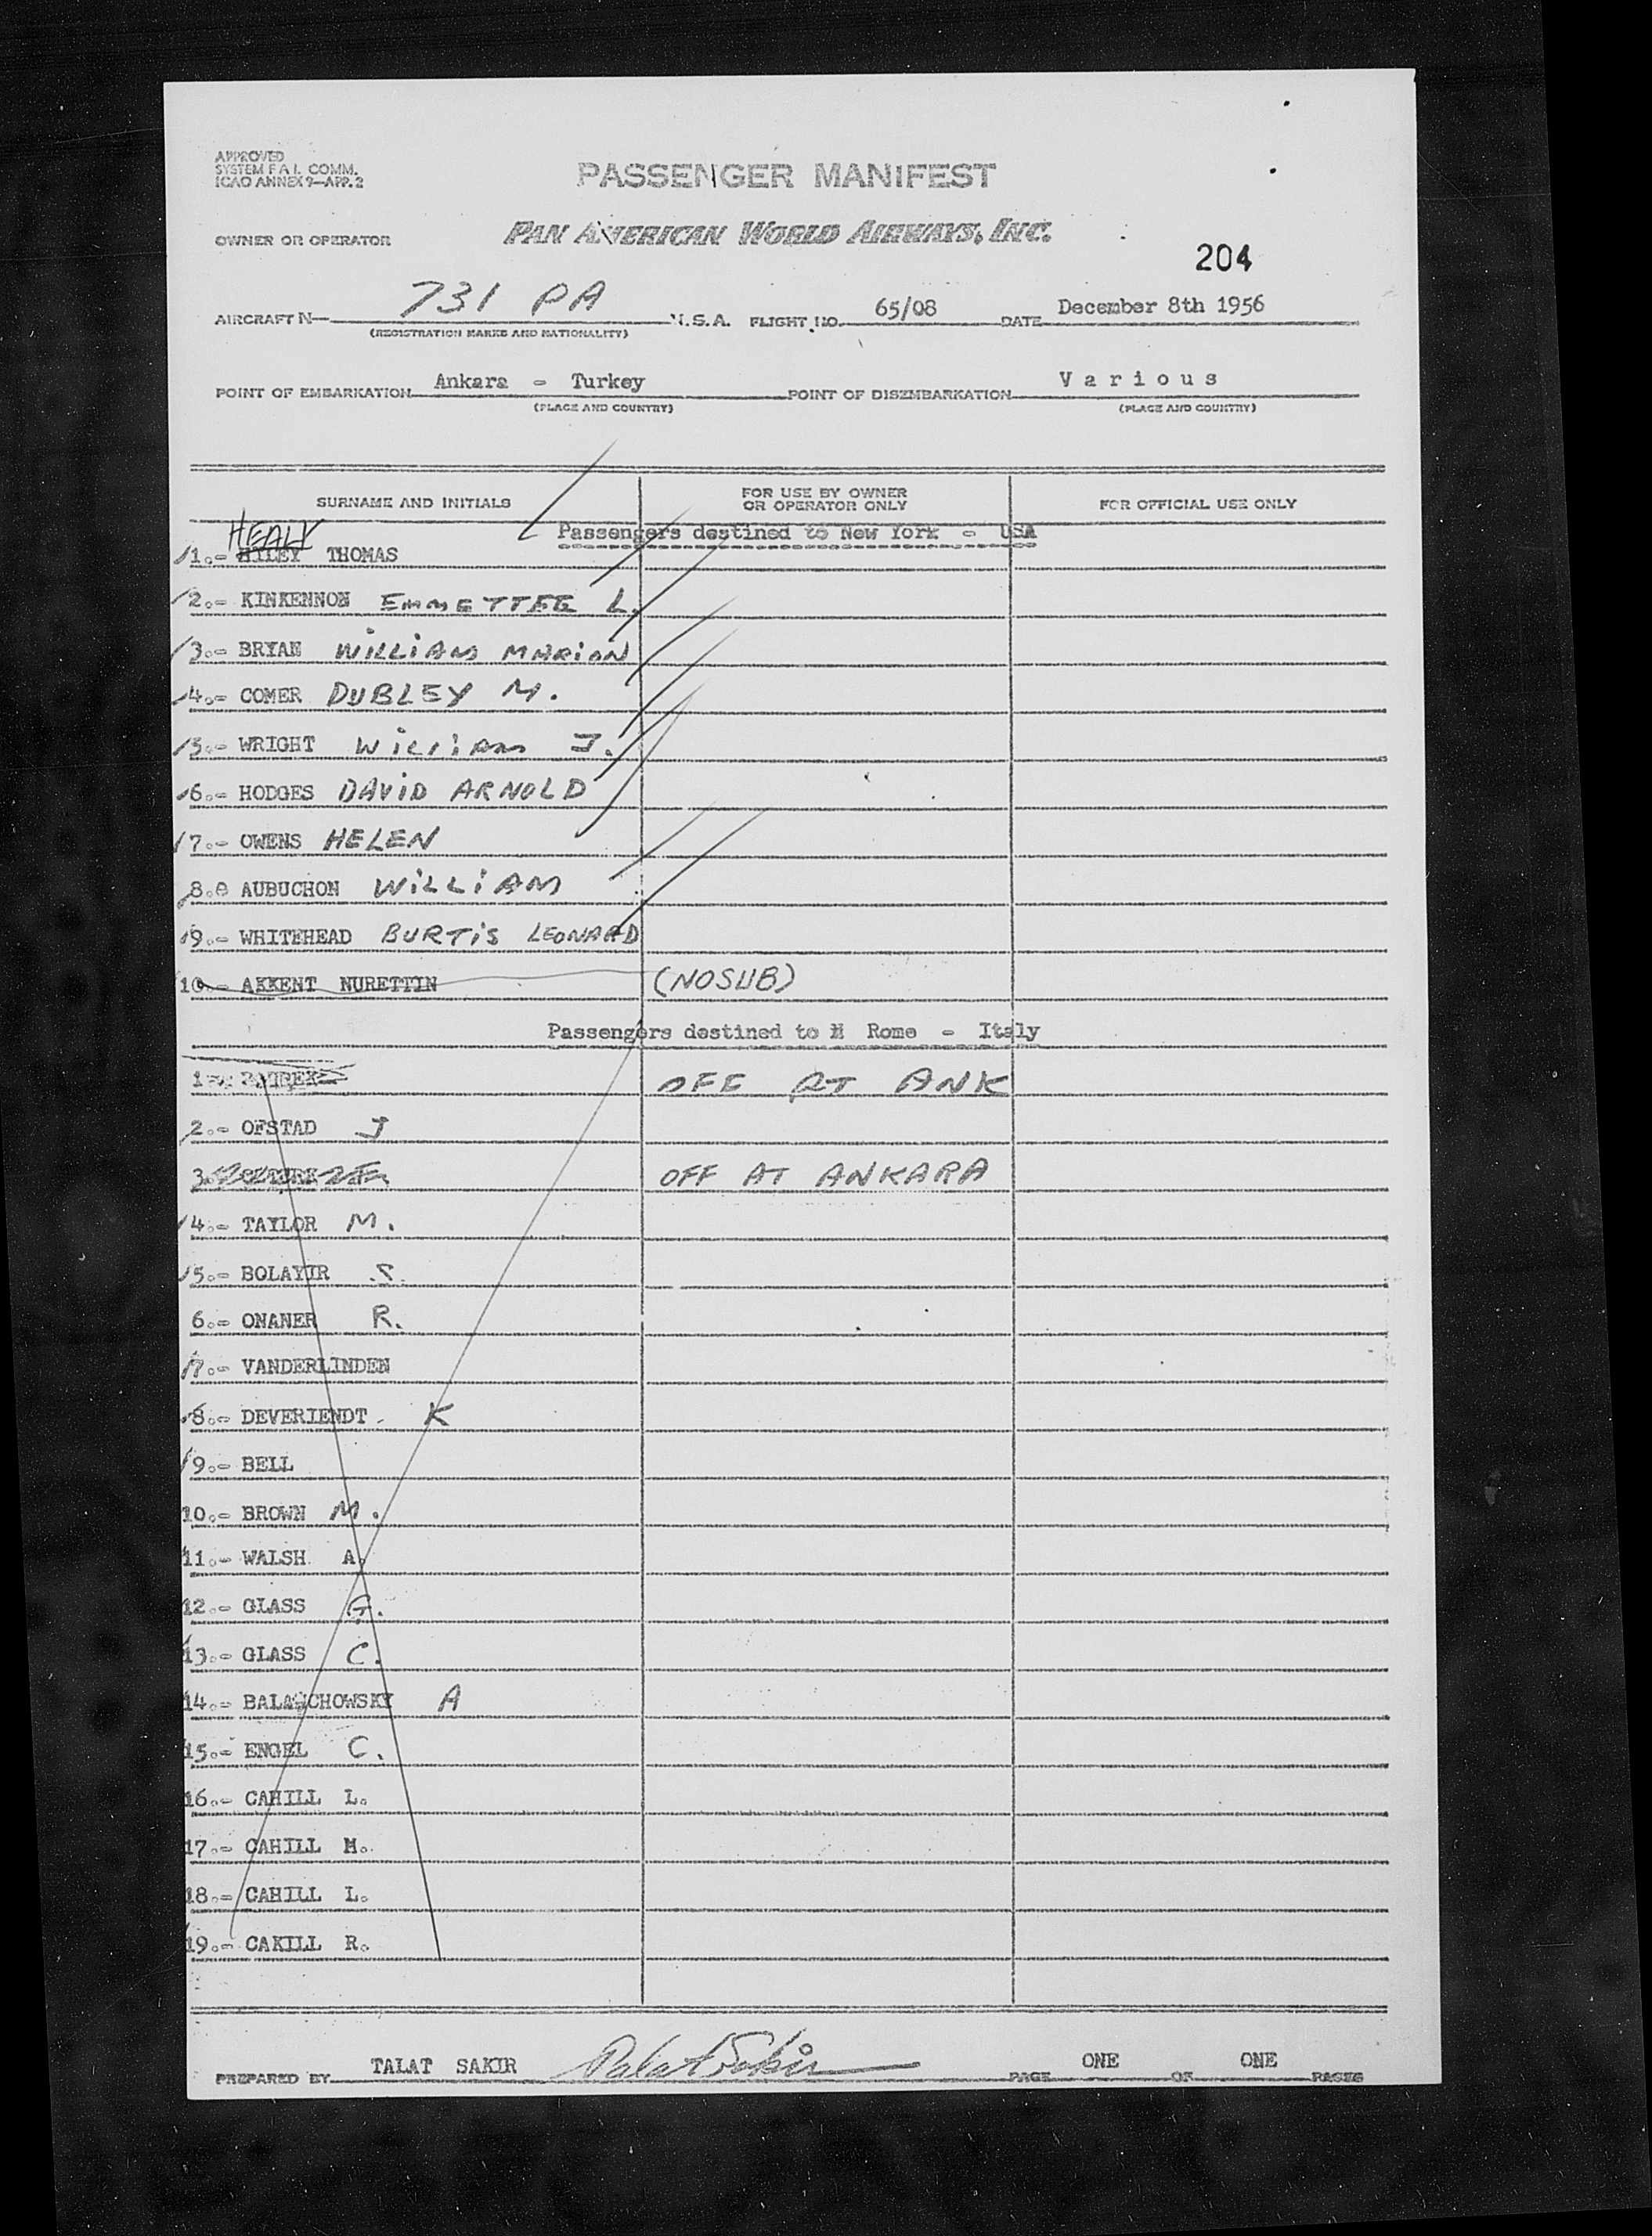 APPROVED
SYSTEM F A I. COMM.
ICAO ANNEX 9—APP. 2
PASSENGER MANIFEST
OWNER OR OPERATOR
PAN AMERICAN WORLD AIRWAYS, INC.
204
AIRCRAFT N— 731 PA U.S.A. FLIGHT NO. 65/08 DATE December 8th 1956
(REGISTRATION MARKS AND NATIONALITY)
POINT OF EMBARKATION Ankara - Turkey POINT OF DISEMBARKATION Various
(PLACE AND COUNTRY) (PLACE AND COUNTRY)
SURNAME AND INITIALS FOR USE BY OWNER OR OPERATOR ONLY FOR OFFICIAL USE ONLY
Passengers destined to New York - USA
HEALY
1.- HILEY THOMAS
2.- KINKENNON EMMETTEE L.
3.- BRYAN WILLIAM MARION
4.- COMER DUBLEY M.
5.- WRIGHT WILLIAM J.
6.- HODGES DAVID ARNOLD
7.- OWENS HELEN
8.- AUBUCHON WILLIAM
9.- WHITEHEAD BURTIS LEONARD
10.- AKKENT NURETTIN (NOSUB)
Passengers destined to Rome - Italy
1.- OFF AT ANK
2.- OFSTAD J
3.- OFF AT ANKARA
4.- TAYLOR M.
5.- BOLAYIR S.
6.- ONANER R.
7.- VANDERLINDEN
8.- DEVERIENDT K
9.- BELL
10.- BROWN M.
11.- WALSH A.
12.- GLASS G.
13.- GLASS C.
14.- BALACHOWSKY A
15.- ENGEL C.
16.- CAHILL L.
17.- CAHILL M.
18.- CAHILL L.
19.- CAKILL R.
PREPARED BY TALAT SAKIR Talat Sakir PAGE ONE OF ONE PAGES